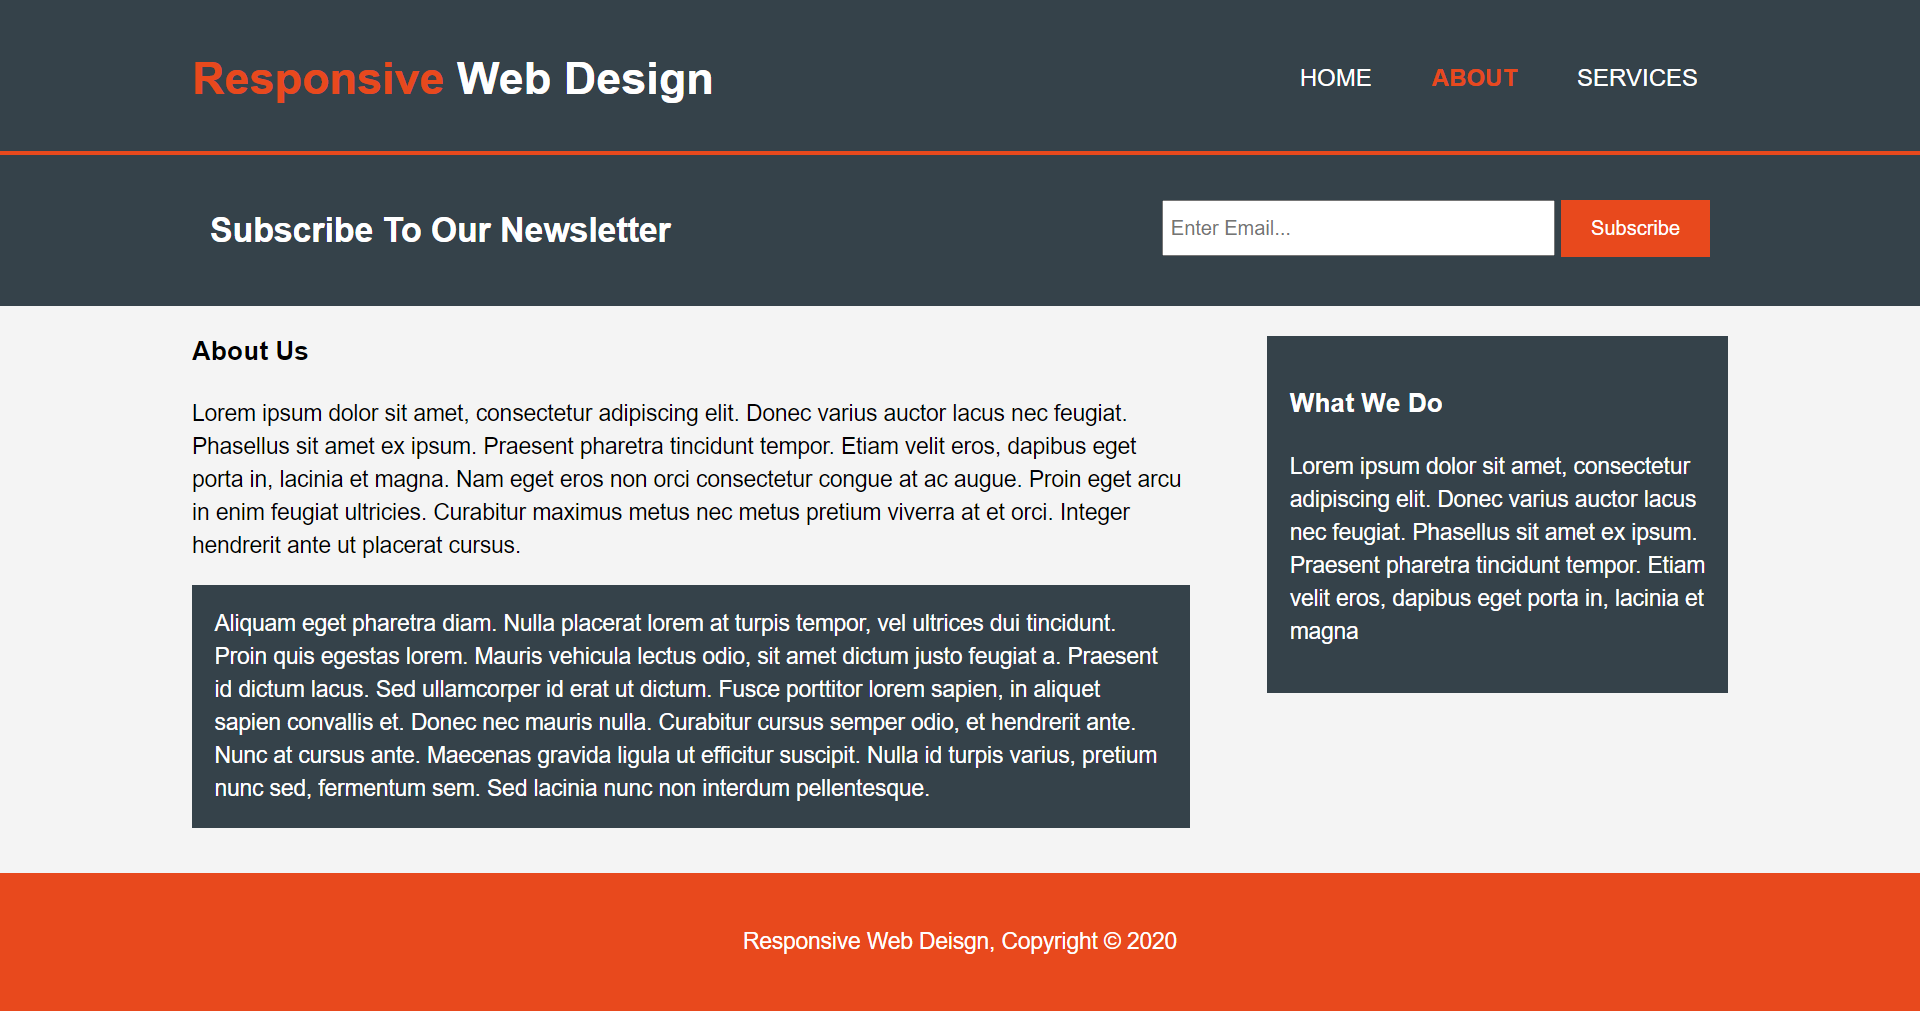 Responsive Web Design
HOME ABOUT SERVICES
Subscribe To Our Newsletter
Enter Email...
Subscribe
About Us
Lorem ipsum dolor sit amet, consectetur adipiscing elit. Donec varius auctor lacus nec feugiat.
Phasellus sit amet ex ipsum. Praesent pharetra tincidunt tempor. Etiam velit eros, dapibus eget
porta in, lacinia et magna. Nam eget eros non orci consectetur congue at ac augue. Proin eget arcu
in enim feugiat ultricies. Curabitur maximus metus nec metus pretium viverra at et orci. Integer
hendrerit ante ut placerat cursus.
Aliquam eget pharetra diam. Nulla placerat lorem at turpis tempor, vel ultrices dui tincidunt.
Proin quis egestas lorem. Mauris vehicula lectus odio, sit amet dictum justo feugiat a. Praesent
id dictum lacus. Sed ullamcorper id erat ut dictum. Fusce porttitor lorem sapien, in aliquet
sapien convallis et. Donec nec mauris nulla. Curabitur cursus semper odio, et hendrerit ante.
Nunc at cursus ante. Maecenas gravida ligula ut efficitur suscipit. Nulla id turpis varius, pretium
nunc sed, fermentum sem. Sed lacinia nunc non interdum pellentesque.
What We Do
Lorem ipsum dolor sit amet, consectetur
adipiscing elit. Donec varius auctor lacus
nec feugiat. Phasellus sit amet ex ipsum.
Praesent pharetra tincidunt tempor. Etiam
velit eros, dapibus eget porta in, lacinia et
magna
Responsive Web Deisgn, Copyright © 2020